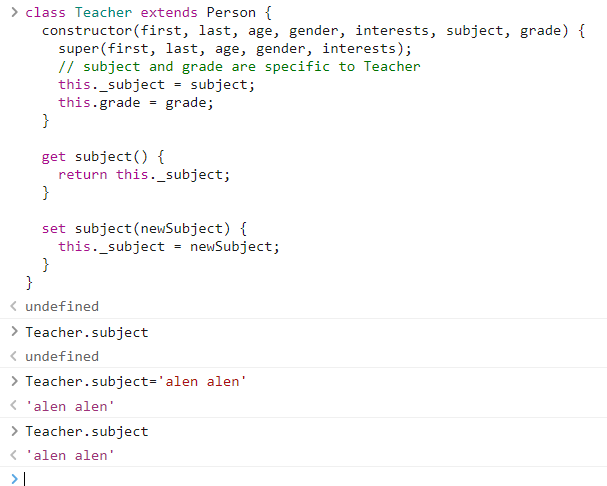 > class Teacher extends Person {
constructor(first, last, age, gender, interests, subject, grade) {
super(first, last, age, gender, interests);
// subject and grade are specific to Teacher
this._subject = subject;
this.grade = grade;
}
get subject() {
return this._subject;
}
set subject(newSubject) {
this._subject = newSubject;
}
}
< undefined
> Teacher.subject
< undefined
> Teacher.subject='alen alen'
< 'alen alen'
> Teacher.subject
< 'alen alen'
>